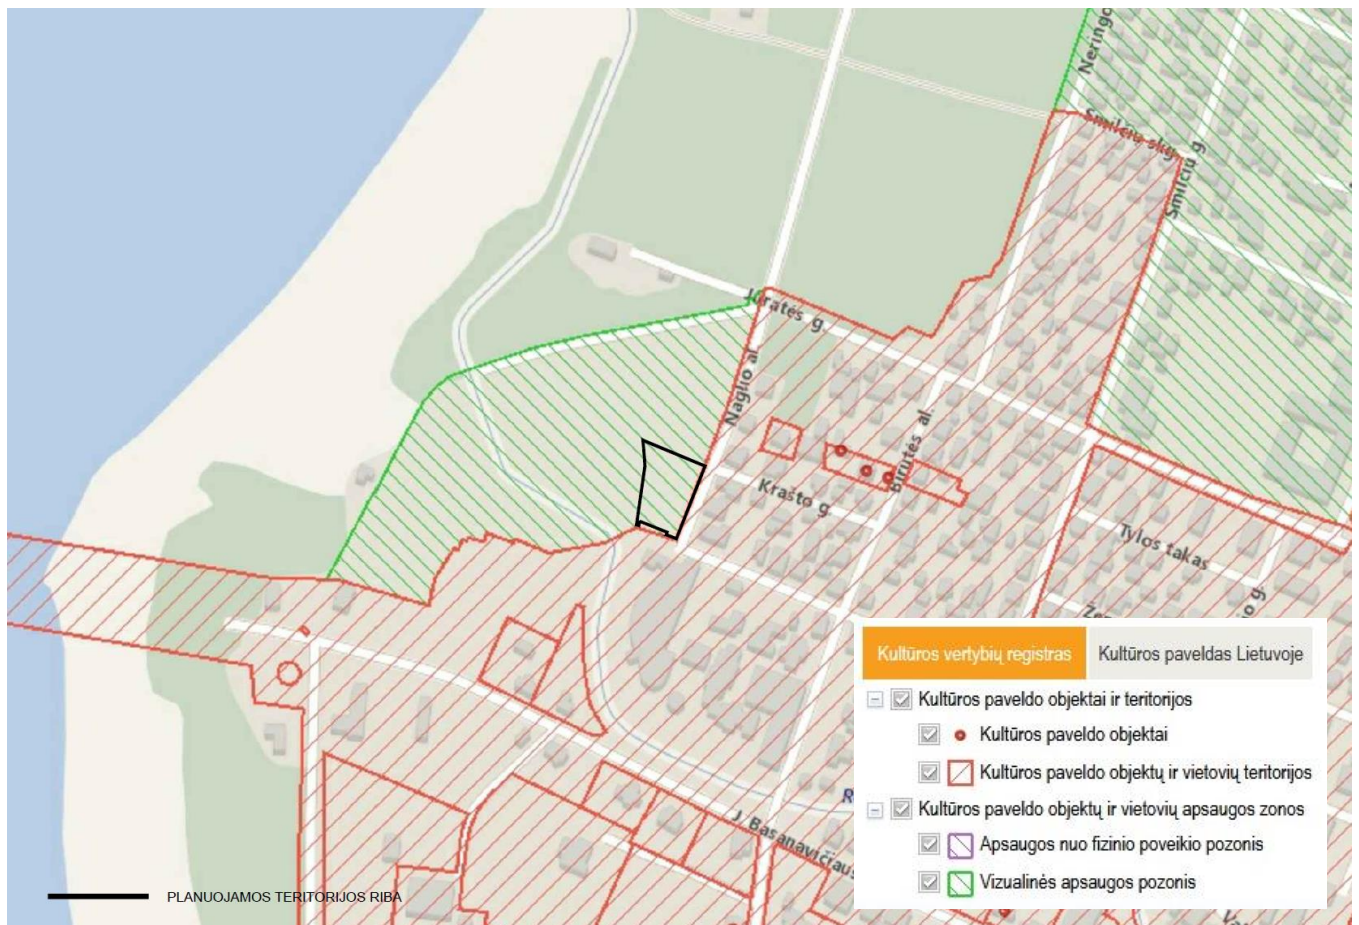 Neringo
Smilčių skg.
Smilčių g.
Jūratės g.
Naglio al.
Birutės al.
Krašto g.
Tylos takas
o g.
J. Basanavičiaus
Kultūros vertybių registras
Kultūros paveldas Lietuvoje
Kultūros paveldo objektai ir teritorijos
Kultūros paveldo objektai
Kultūros paveldo objektų ir vietovių teritorijos
Kultūros paveldo objektų ir vietovių apsaugos zonos
Apsaugos nuo fizinio poveikio pozonis
Vizualinės apsaugos pozonis
PLANUOJAMOS TERITORIJOS RIBA